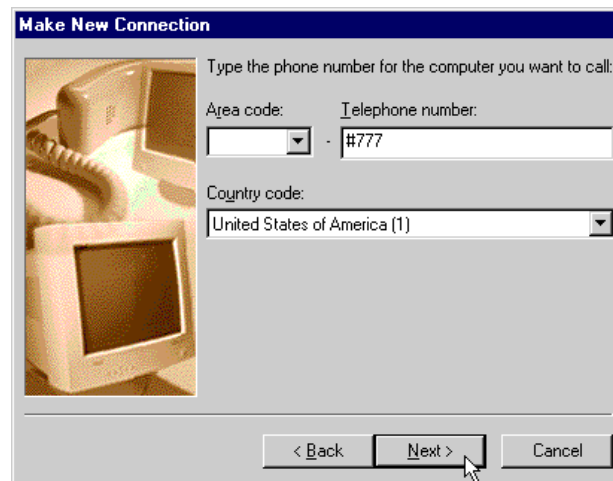 Make New Connection
Type the phone number for the computer you want to call:
Area code: Telephone number:
- #777
Country code:
United States of America (1)
< Back Next > Cancel